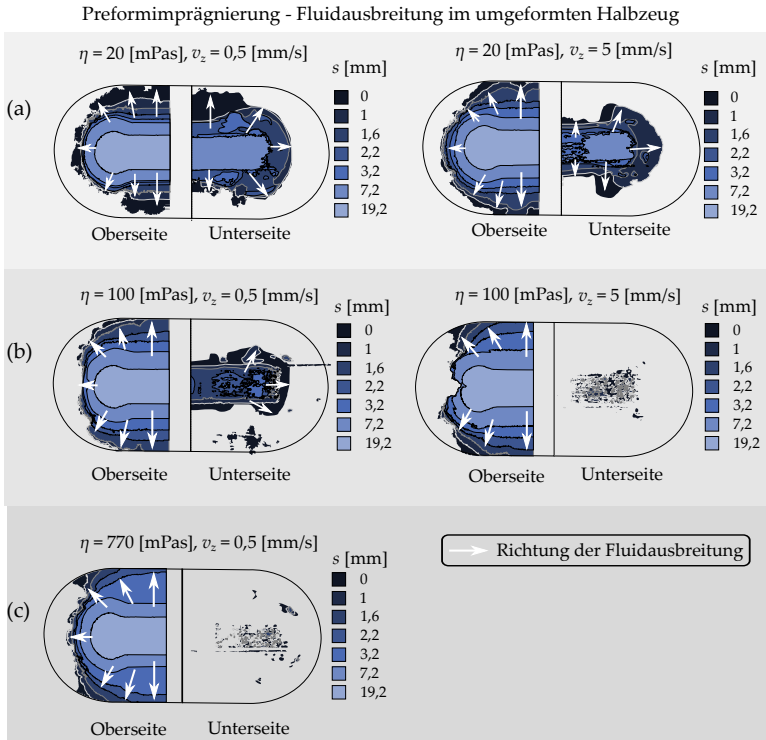 Preformimprägnierung - Fluidausbreitung im umgeformten Halbzeug
(a)
η = 20 [mPas], v_z = 0,5 [mm/s]
s [mm]
0
1
1,6
2,2
3,2
7,2
19,2
Oberseite
Unterseite
η = 20 [mPas], v_z = 5 [mm/s]
s [mm]
0
1
1,6
2,2
3,2
7,2
19,2
Oberseite
Unterseite
(b)
η = 100 [mPas], v_z = 0,5 [mm/s]
s [mm]
0
1
1,6
2,2
3,2
7,2
19,2
Oberseite
Unterseite
η = 100 [mPas], v_z = 5 [mm/s]
s [mm]
0
1
1,6
2,2
3,2
7,2
19,2
Oberseite
Unterseite
(c)
η = 770 [mPas], v_z = 0,5 [mm/s]
s [mm]
0
1
1,6
2,2
3,2
7,2
19,2
Oberseite
Unterseite
Richtung der Fluidausbreitung